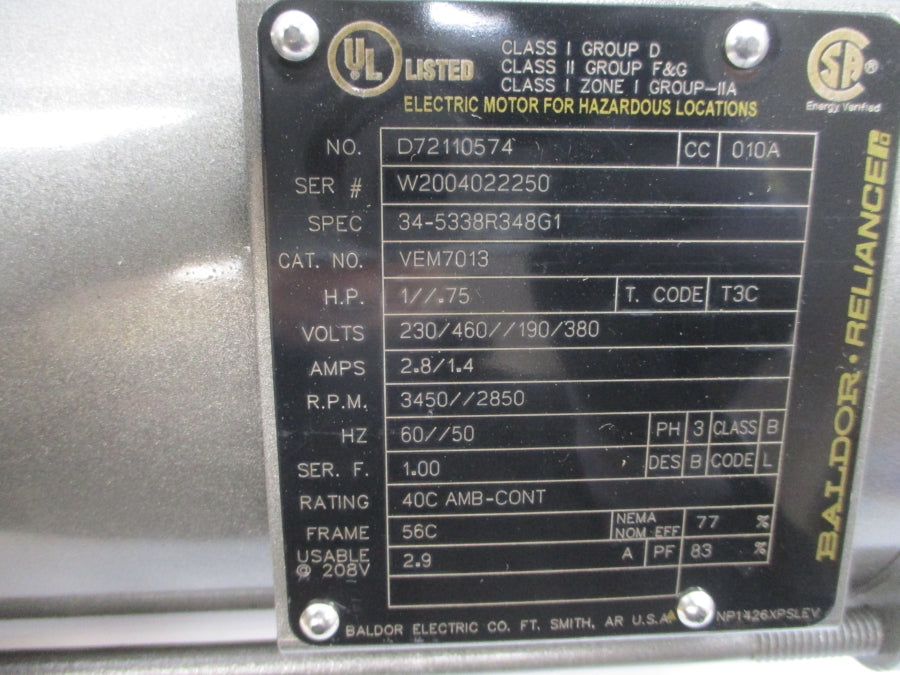 UL LISTED
CLASS I GROUP D
CLASS II GROUP F&G
CLASS I ZONE I GROUP-IIA
ELECTRIC MOTOR FOR HAZARDOUS LOCATIONS
SA ®
Energy Verified
NO. D72110574 CC 010A
SER # W2004022250
SPEC 34-5338R348G1
CAT. NO. VEM7013
H.P. 1//.75 T. CODE T3C
VOLTS 230/460//190/380
AMPS 2.8/1.4
R.P.M. 3450//2850
HZ 60//50 PH 3 CLASS B
SER. F. 1.00 DES B CODE L
RATING 40C AMB-CONT
FRAME 56C NEMA NOM EFF 77 %
USABLE @ 208V 2.9 A PF 83 %
BALDOR • RELIANCER
BALDOR ELECTRIC CO. FT. SMITH, AR U.S.A
NP1426XPSLEV